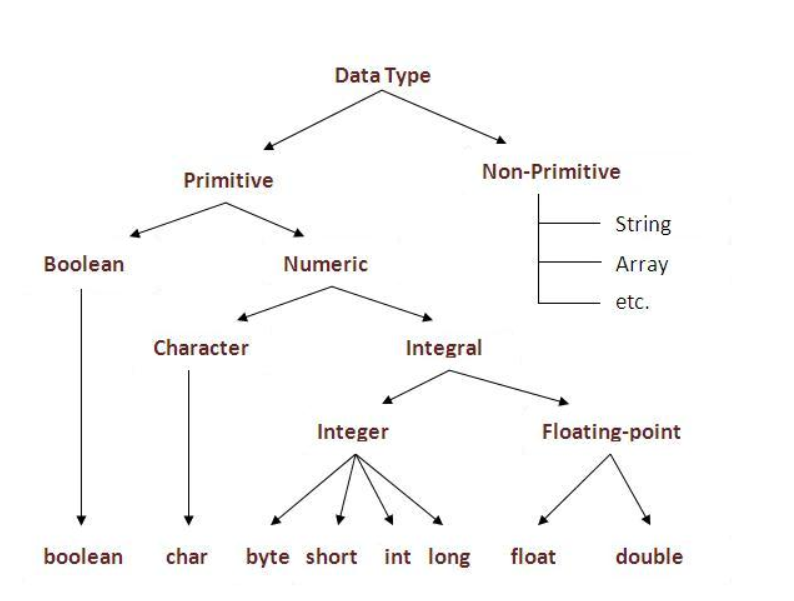 Data Type
Primitive
Non-Primitive
String
Array
etc.
Boolean
Numeric
Character
Integral
Integer
Floating-point
boolean
char
byte
short
int
long
float
double